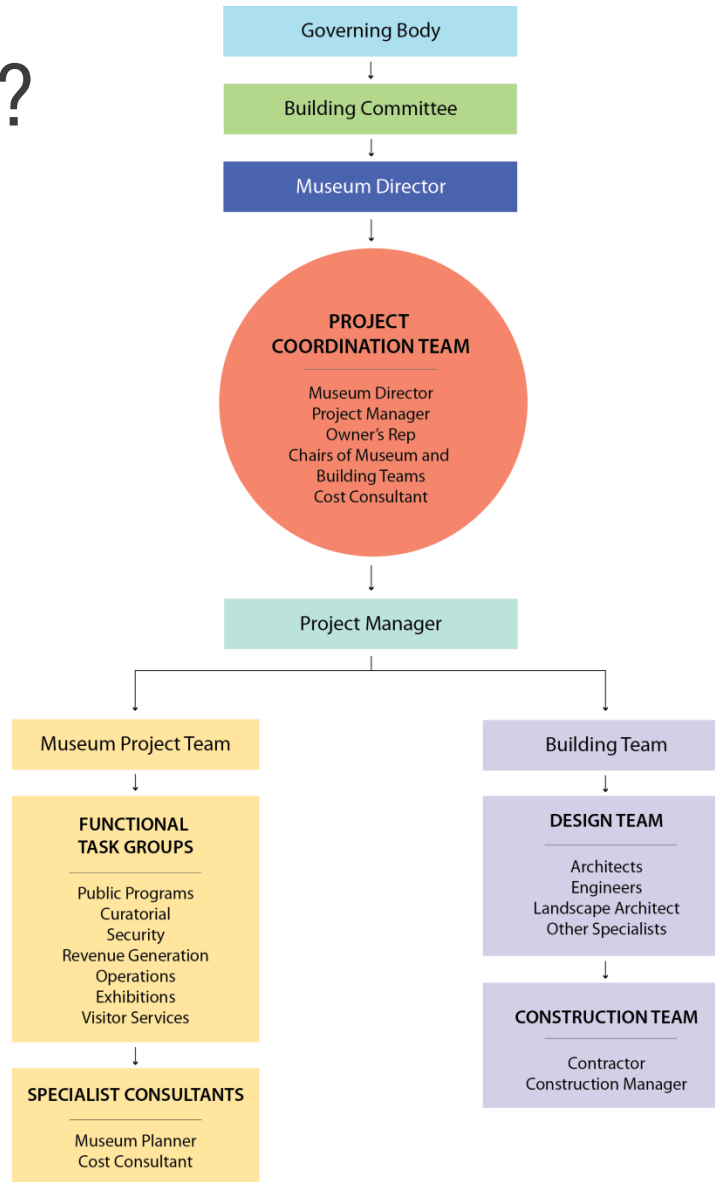 ?
Governing Body
Building Committee
Museum Director
PROJECT
COORDINATION TEAM
Museum Director
Project Manager
Owner's Rep
Chairs of Museum and
Building Teams
Cost Consultant
Project Manager
Museum Project Team
FUNCTIONAL
TASK GROUPS
Public Programs
Curatorial
Security
Revenue Generation
Operations
Exhibitions
Visitor Services
SPECIALIST CONSULTANTS
Museum Planner
Cost Consultant
Building Team
DESIGN TEAM
Architects
Engineers
Landscape Architect
Other Specialists
CONSTRUCTION TEAM
Contractor
Construction Manager